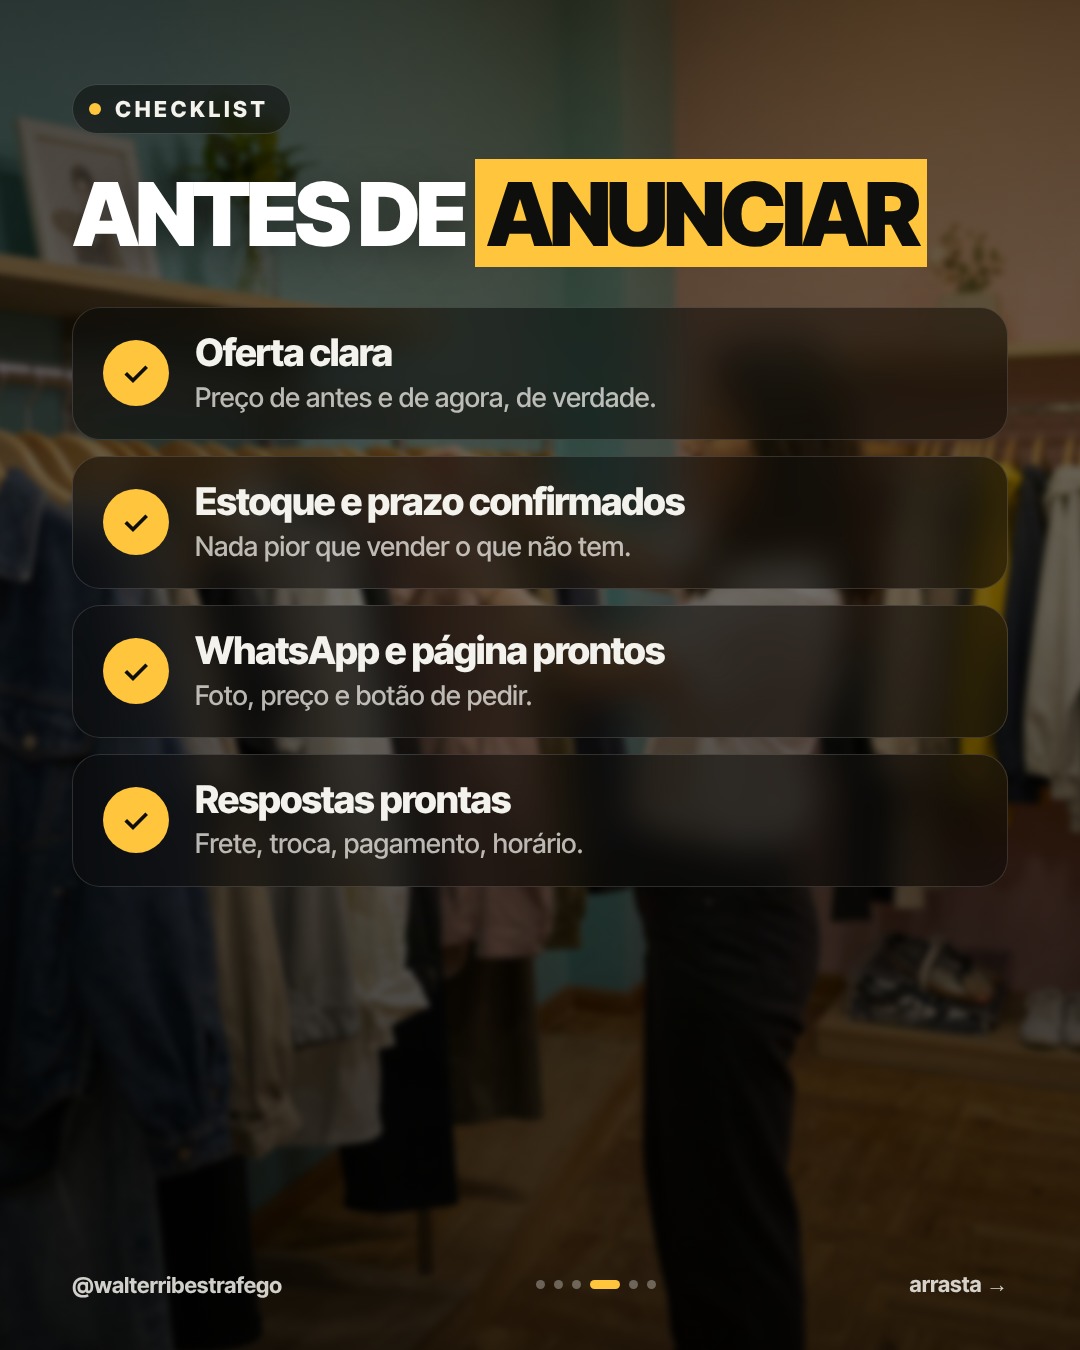 CHECKLIST
ANTES DE ANUNCIAR
Oferta clara
Preço de antes e de agora, de verdade.
Estoque e prazo confirmados
Nada pior que vender o que não tem.
WhatsApp e página prontos
Foto, preço e botão de pedir.
Respostas prontas
Frete, troca, pagamento, horário.
@walterribestrafego
arrasta →